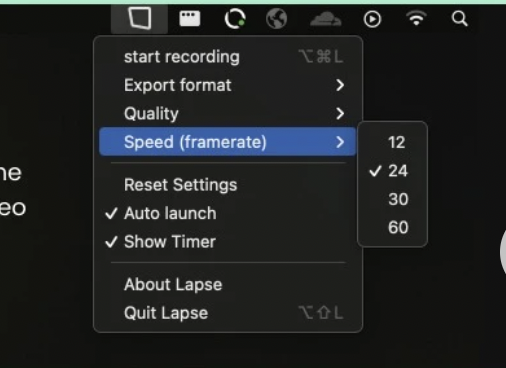 start recording ⌥⌘L
Export format
Quality
Speed (framerate)
12
✓ 24
30
60
Reset Settings
✓ Auto launch
✓ Show Timer
About Lapse
Quit Lapse ⌥⇧L
ne
eo